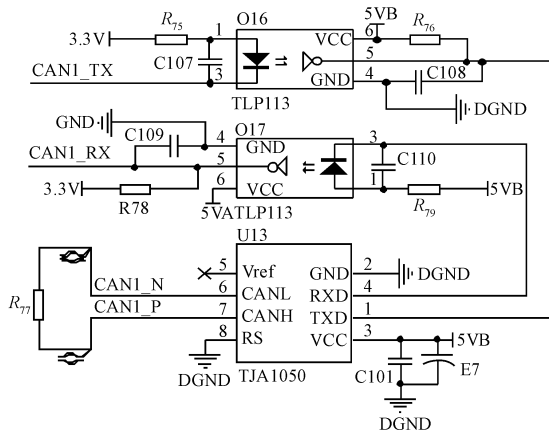 O16
5VB
R75
1
VCC
6
R76
3.3V
5
C107
CAN1_TX
3
GND
4
C108
TLP113
DGND
GND
C109
O17
4
GND
3
CAN1_RX
5
C110
3.3V
6
VCC
1
R78
5VATLP113
R79
5VB
U13
5
Vref
GND
2
DGND
CAN1_N
6
CANL
RXD
4
R77
CAN1_P
7
CANH
TXD
1
8
RS
VCC
3
5VB
DGND
TJA1050
C101
E7
DGND